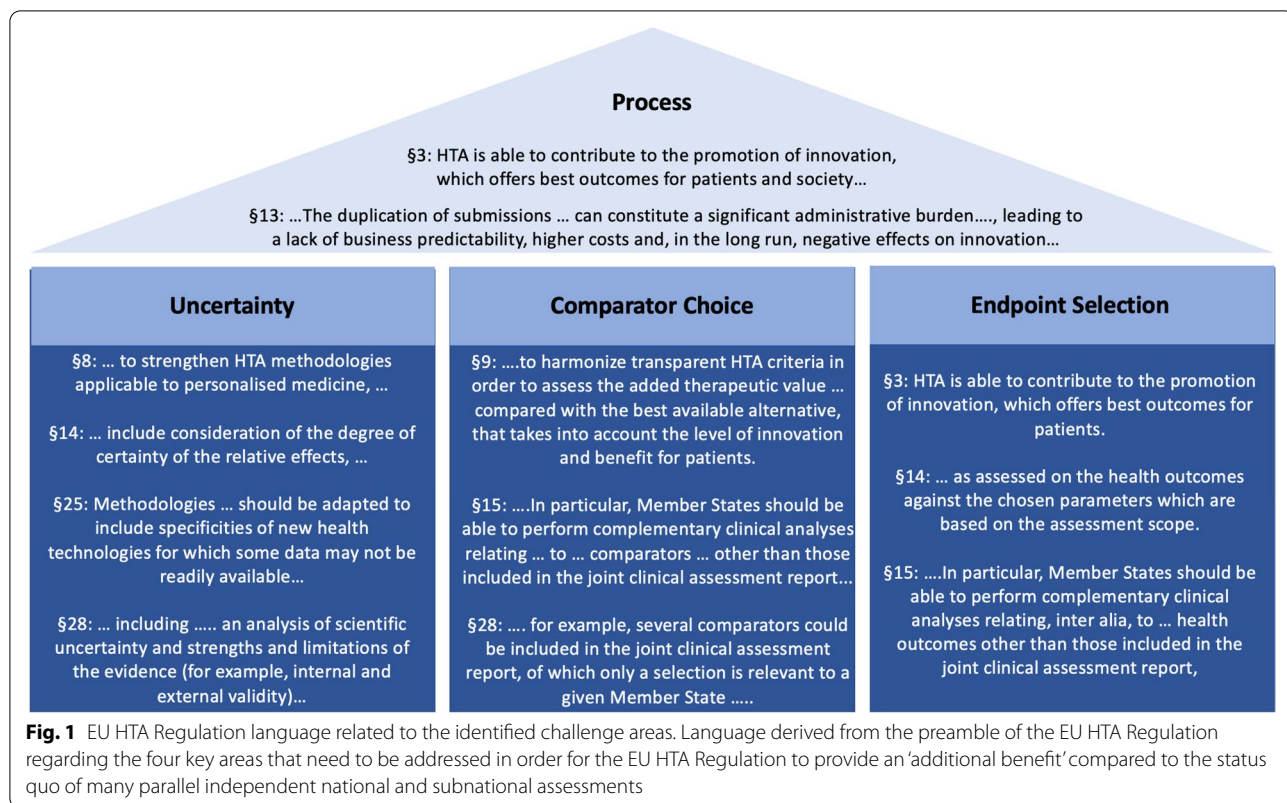 Process
§3: HTA is able to contribute to the promotion of innovation,
which offers best outcomes for patients and society…
§13: …The duplication of submissions … can constitute a significant administrative burden…., leading to
a lack of business predictability, higher costs and, in the long run, negative effects on innovation…
Uncertainty
§8: … to strengthen HTA methodologies
applicable to personalised medicine, …
§14: … include consideration of the degree of
certainty of the relative effects, …
§25: Methodologies … should be adapted to
include specificities of new health
technologies for which some data may not be
readily available…
§28: … including ….. an analysis of scientific
uncertainty and strengths and limitations of
the evidence (for example, internal and
external validity)…
Comparator Choice
§9: ….to harmonize transparent HTA criteria in
order to assess the added therapeutic value …
compared with the best available alternative,
that takes into account the level of innovation
and benefit for patients.
§15: ….In particular, Member States should be
able to perform complementary clinical analyses
relating … to … comparators … other than those
included in the joint clinical assessment report…
§28: …. for example, several comparators could
be included in the joint clinical assessment
report, of which only a selection is relevant to a
given Member State …..
Endpoint Selection
§3: HTA is able to contribute to the promotion
of innovation, which offers best outcomes for
patients.
§14: … as assessed on the health outcomes
against the chosen parameters which are
based on the assessment scope.
§15: ….In particular, Member States should be
able to perform complementary clinical
analyses relating, inter alia, to … health
outcomes other than those included in the
joint clinical assessment report,
Fig. 1 EU HTA Regulation language related to the identified challenge areas. Language derived from the preamble of the EU HTA Regulation
regarding the four key areas that need to be addressed in order for the EU HTA Regulation to provide an 'additional benefit' compared to the status
quo of many parallel independent national and subnational assessments